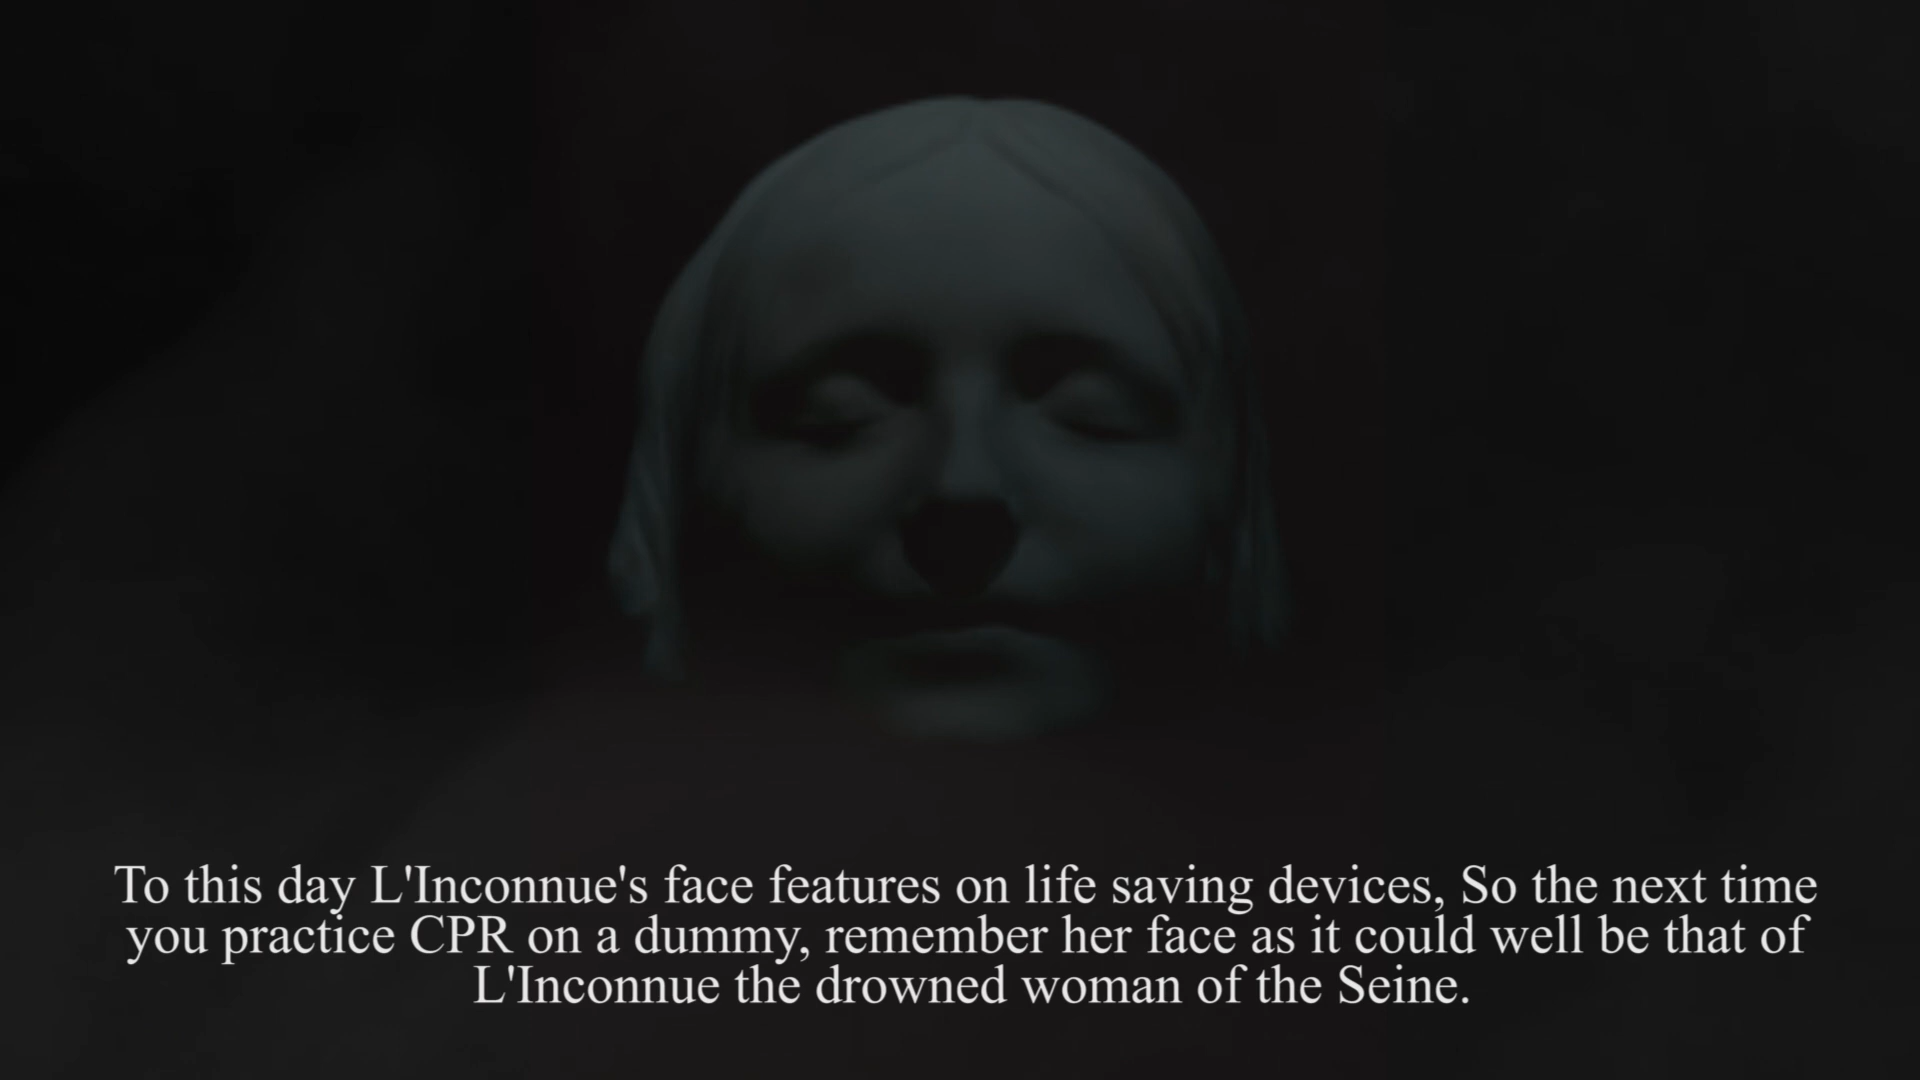 To this day L'Inconnue's face features on life saving devices, So the next time
you practice CPR on a dummy, remember her face as it could well be that of
L'Inconnue the drowned woman of the Seine.